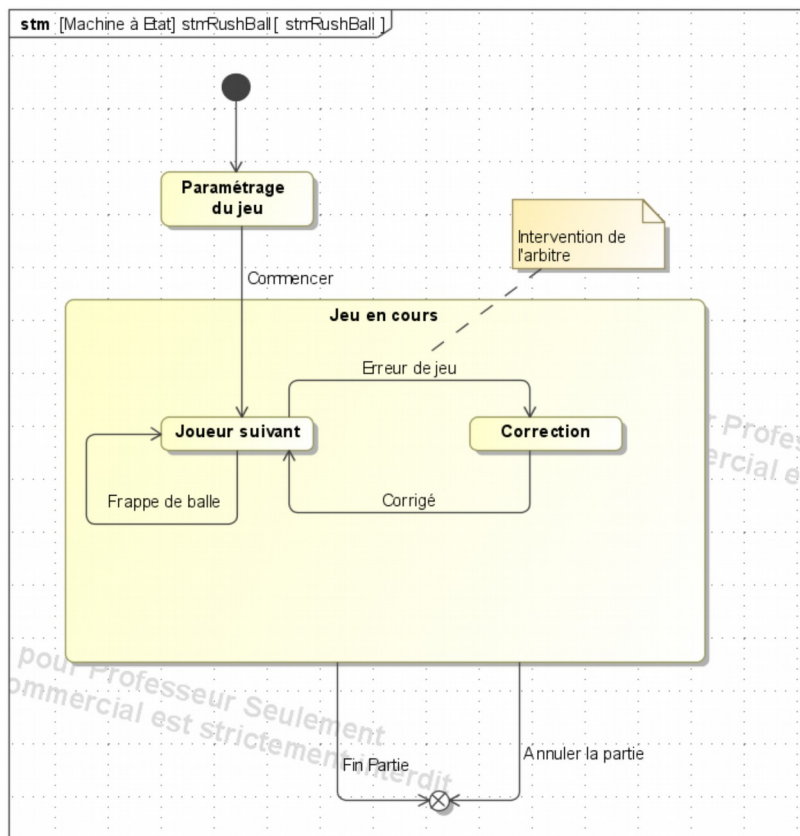 stm [Machine à Etat] stmRushBall [ stmRushBall ]
Paramétrage
du jeu
Intervention de
l'arbitre
Commencer
Jeu en cours
Erreur de jeu
Joueur suivant
Correction
Frappe de balle
Corrigé
pour Professeur Seulement
commercial est strictement interdit
Fin Partie
Annuler la partie